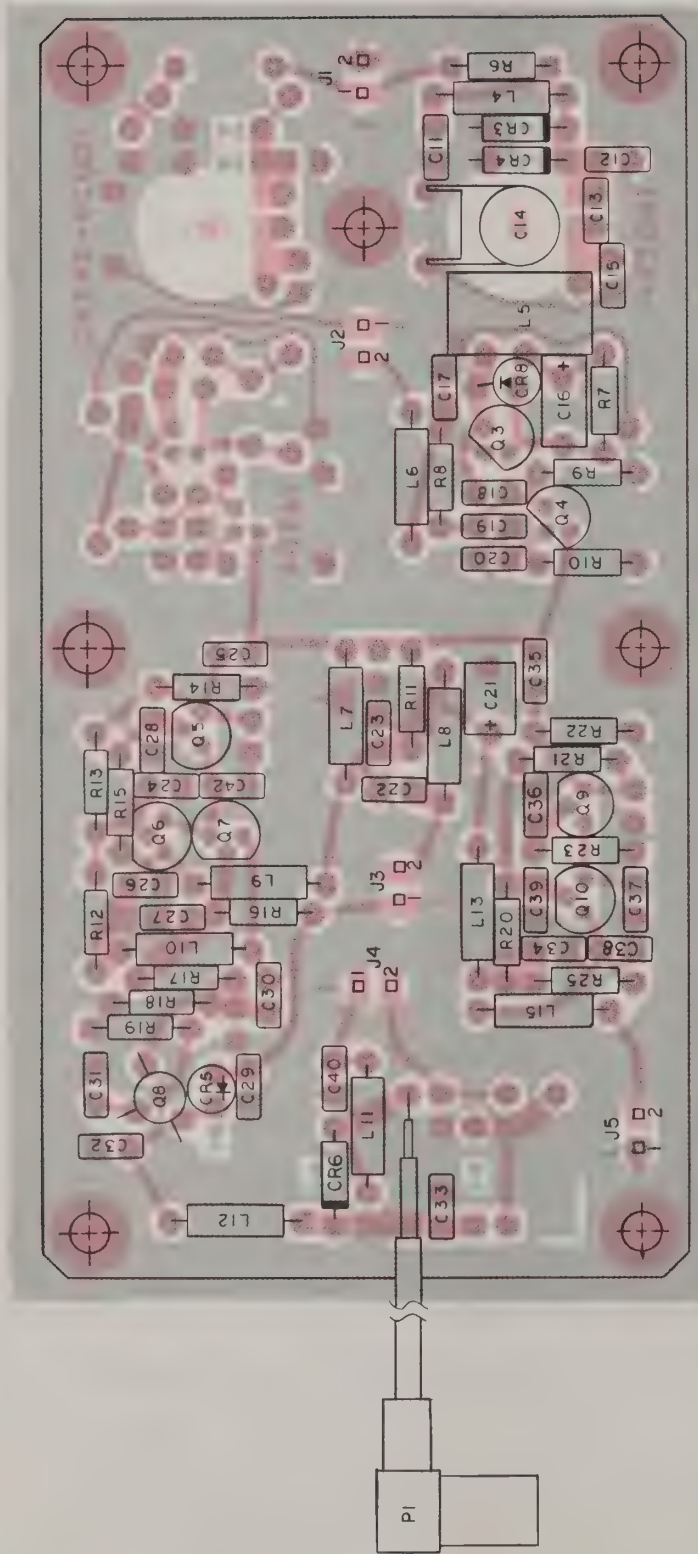 J1
2
1
R6
L4
CR3
CR4
C11
C12
C13
C14
C15
L5
J2
1
2
C17
CR8
C16
+
R7
Q3
L6
R8
R9
C18
C19
C20
Q4
R10
C25
R14
Q5
C28
R13
R15
C24
C42
Q6
Q7
L7
C23
R11
L8
C21
+
C35
C22
R22
R21
C36
Q9
R23
R12
C26
C27
L9
R16
J3
2
1
L13
R20
C39
Q10
C37
C34
C38
R25
L15
L10
R17
R18
R19
C30
J4
1
2
C31
Q8
CR5
C29
C32
C40
L11
CR6
C33
L12
J5
2
1
P1